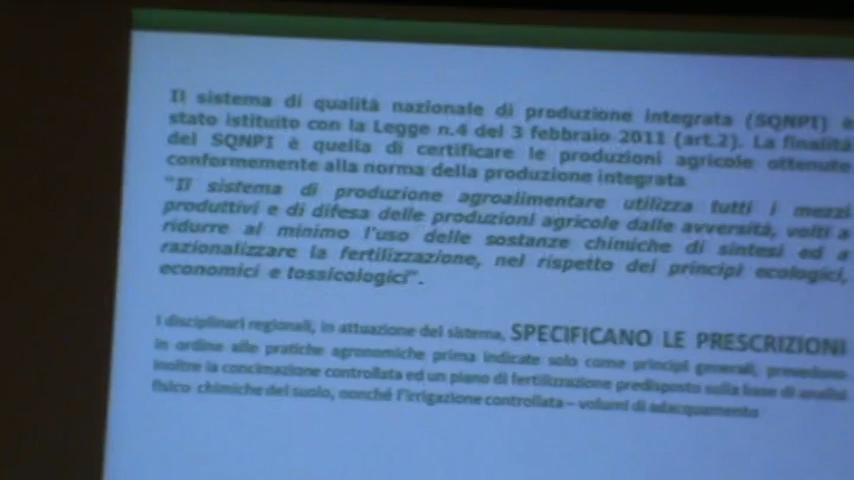 Il sistema di qualità nazionale di produzione integrata (SQNPI) è
stato istituito con la Legge n.4 del 3 febbraio 2011 (art.2). La finalità
del SQNPI è quella di certificare le produzioni agricole ottenute
conformemente alla norma della produzione integrata
"Il sistema di produzione agroalimentare utilizza tutti i mezzi
produttivi e di difesa delle produzioni agricole dalle avversità, volti a
ridurre al minimo l'uso delle sostanze chimiche di sintesi ed a
razionalizzare la fertilizzazione, nel rispetto dei principi ecologici,
economici e tossicologici".
I disciplinari regionali, in attuazione del sistema, SPECIFICANO LE PRESCRIZIONI
in ordine alle pratiche agronomiche prima indicate solo come principi generali, prevedono
inoltre la concimazione controllata ed un piano di fertilizzazione predisposto sulla base di analisi
fisico chimiche del suolo, nonché l'irrigazione controllata – volumi di adacquamento